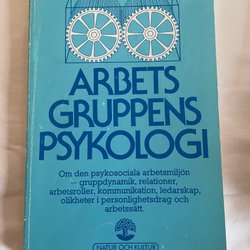 ARBETS
GRUPPENS
PSYKOLOGI
Om den psykosociala arbetsmiljön
– gruppdynamik, relationer,
arbetsroller, kommunikation, ledarskap,
olikheter i personlighetsdrag och
arbetssätt.
NATUR OCH KULTUR